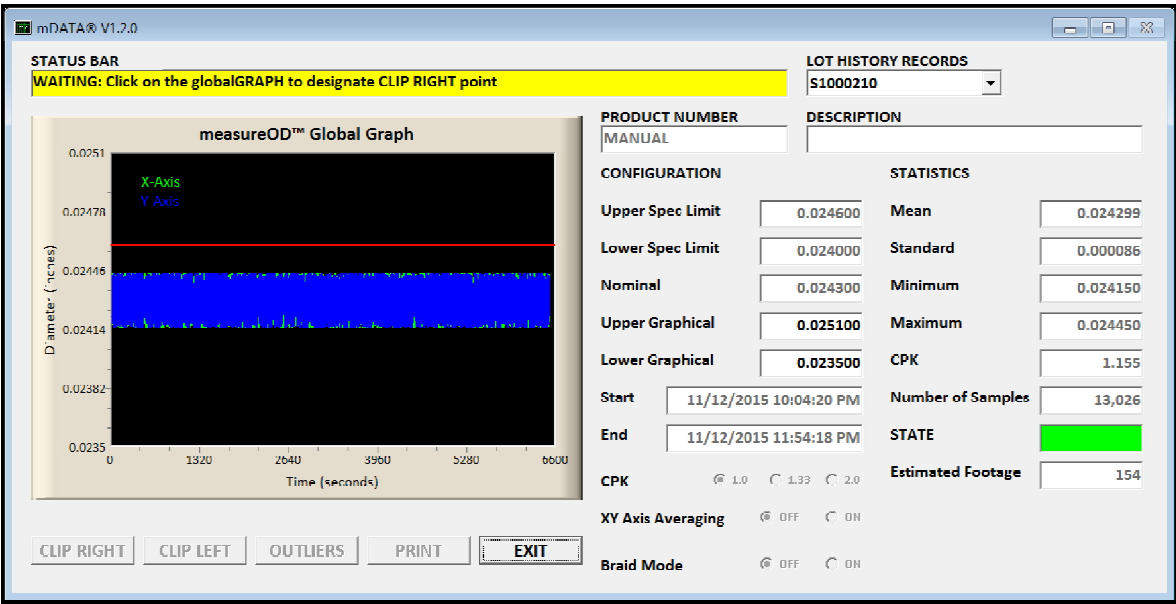 mDATA® V1.2.0
STATUS BAR
WAITING: Click on the globalGRAPH to designate CLIP RIGHT point
LOT HISTORY RECORDS
S1000210
PRODUCT NUMBER
MANUAL
DESCRIPTION
measureOD™ Global Graph
X-Axis
Y-Axis
0.0251
0.02478
0.02446
0.02414
0.02382
0.0235
Diameter (inches)
0 1320 2640 3960 5280 6600
Time (seconds)
CONFIGURATION
Upper Spec Limit 0.024600
Lower Spec Limit 0.024000
Nominal 0.024300
Upper Graphical 0.025100
Lower Graphical 0.023500
Start 11/12/2015 10:04:20 PM
End 11/12/2015 11:54:18 PM
CPK 1.0 1.33 2.0
XY Axis Averaging OFF ON
Braid Mode OFF ON
STATISTICS
Mean 0.024299
Standard 0.000086
Minimum 0.024150
Maximum 0.024450
CPK 1.155
Number of Samples 13,026
STATE
Estimated Footage 154
CLIP RIGHT CLIP LEFT OUTLIERS PRINT EXIT